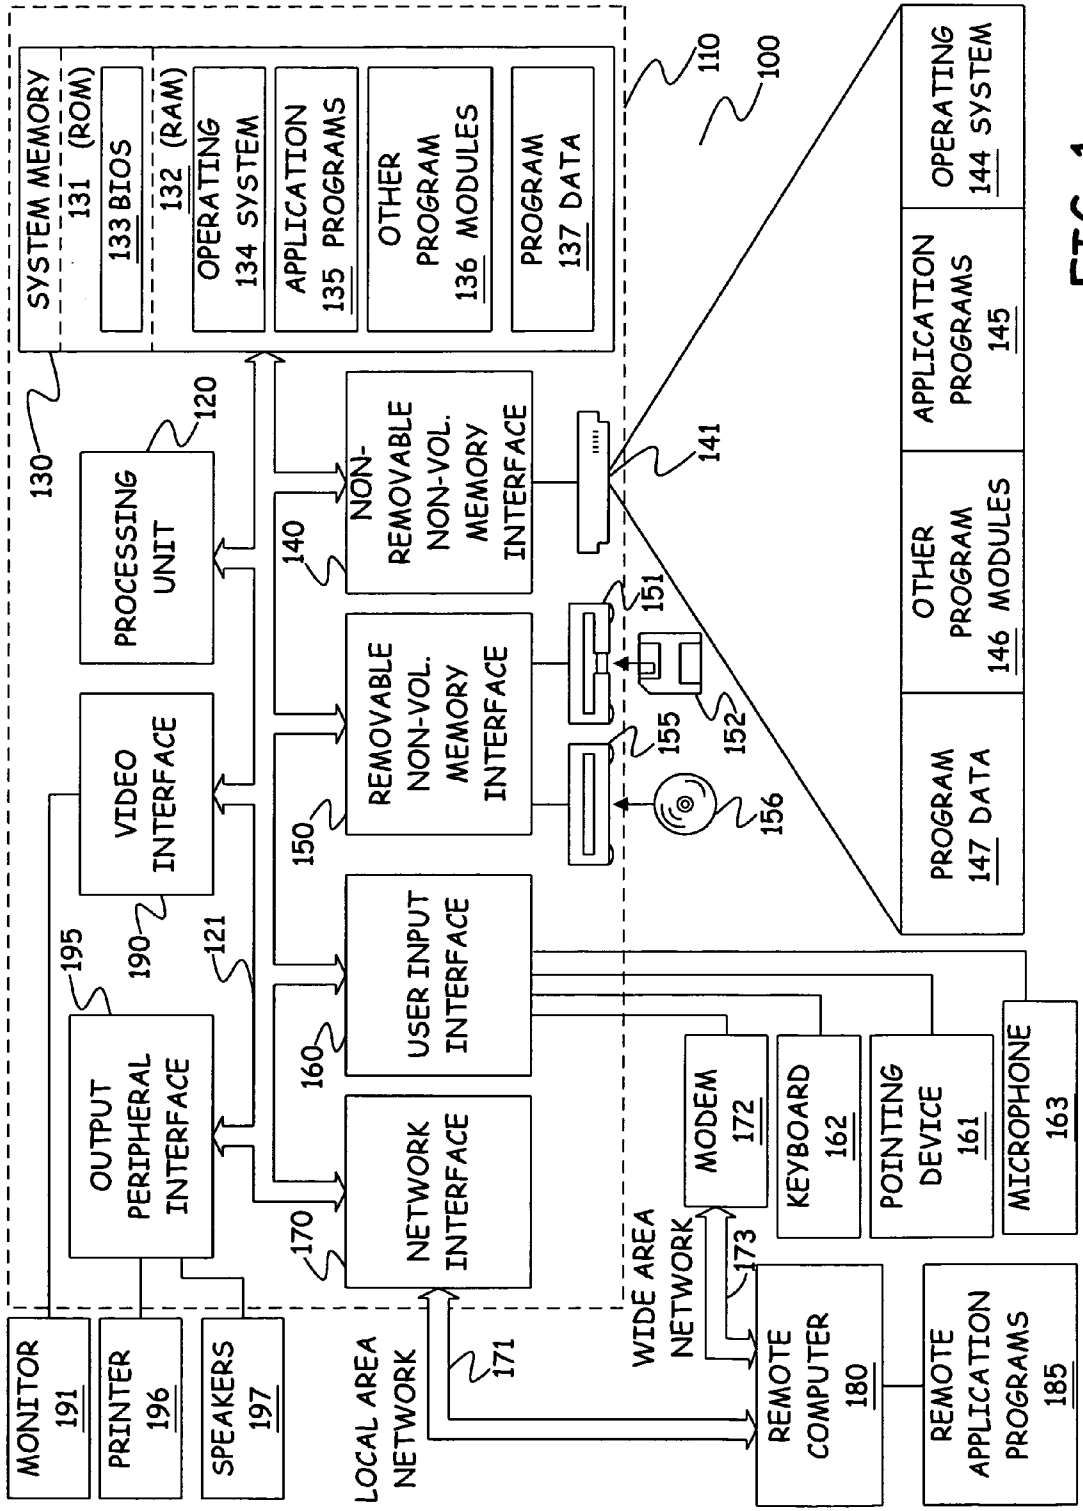 SYSTEM MEMORY
131 (ROM)
133 BIOS
132 (RAM)
OPERATING
134 SYSTEM
APPLICATION
135 PROGRAMS
OTHER
PROGRAM
136 MODULES
PROGRAM
137 DATA
130
110
100
PROCESSING
UNIT
120
VIDEO
INTERFACE
190
121
OUTPUT
PERIPHERAL
INTERFACE
195
NON-
REMOVABLE
NON-VOL.
MEMORY
INTERFACE
140
REMOVABLE
NON-VOL.
MEMORY
INTERFACE
150
USER INPUT
INTERFACE
160
NETWORK
INTERFACE
170
141
151
152
155
156
MONITOR
191
PRINTER
196
SPEAKERS
197
LOCAL AREA
NETWORK
171
WIDE AREA
NETWORK
173
MODEM
172
KEYBOARD
162
POINTING
DEVICE
161
MICROPHONE
163
REMOTE
COMPUTER
180
REMOTE
APPLICATION
PROGRAMS
185
OPERATING
144 SYSTEM
APPLICATION
PROGRAMS
145
OTHER
PROGRAM
146 MODULES
PROGRAM
147 DATA